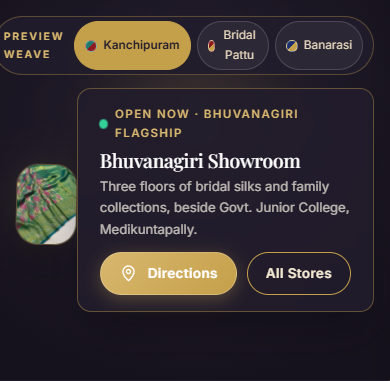 PREVIEW
WEAVE
Kanchipuram
Bridal
Pattu
Banarasi
OPEN NOW · BHUVANAGIRI
FLAGSHIP
Bhuvanagiri Showroom
Three floors of bridal silks and family
collections, beside Govt. Junior College,
Medikuntapally.
Directions
All Stores